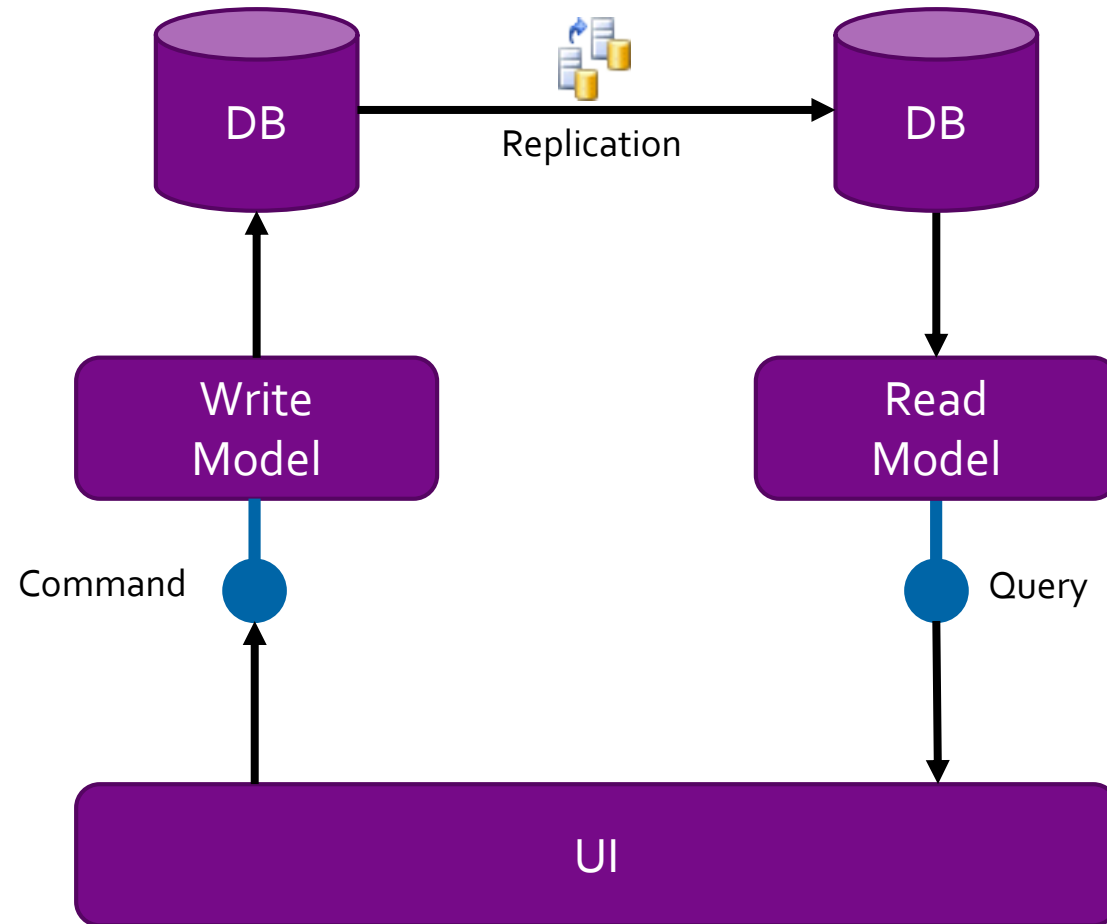 DB
DB
Replication
Write
Model
Read
Model
Command
Query
UI